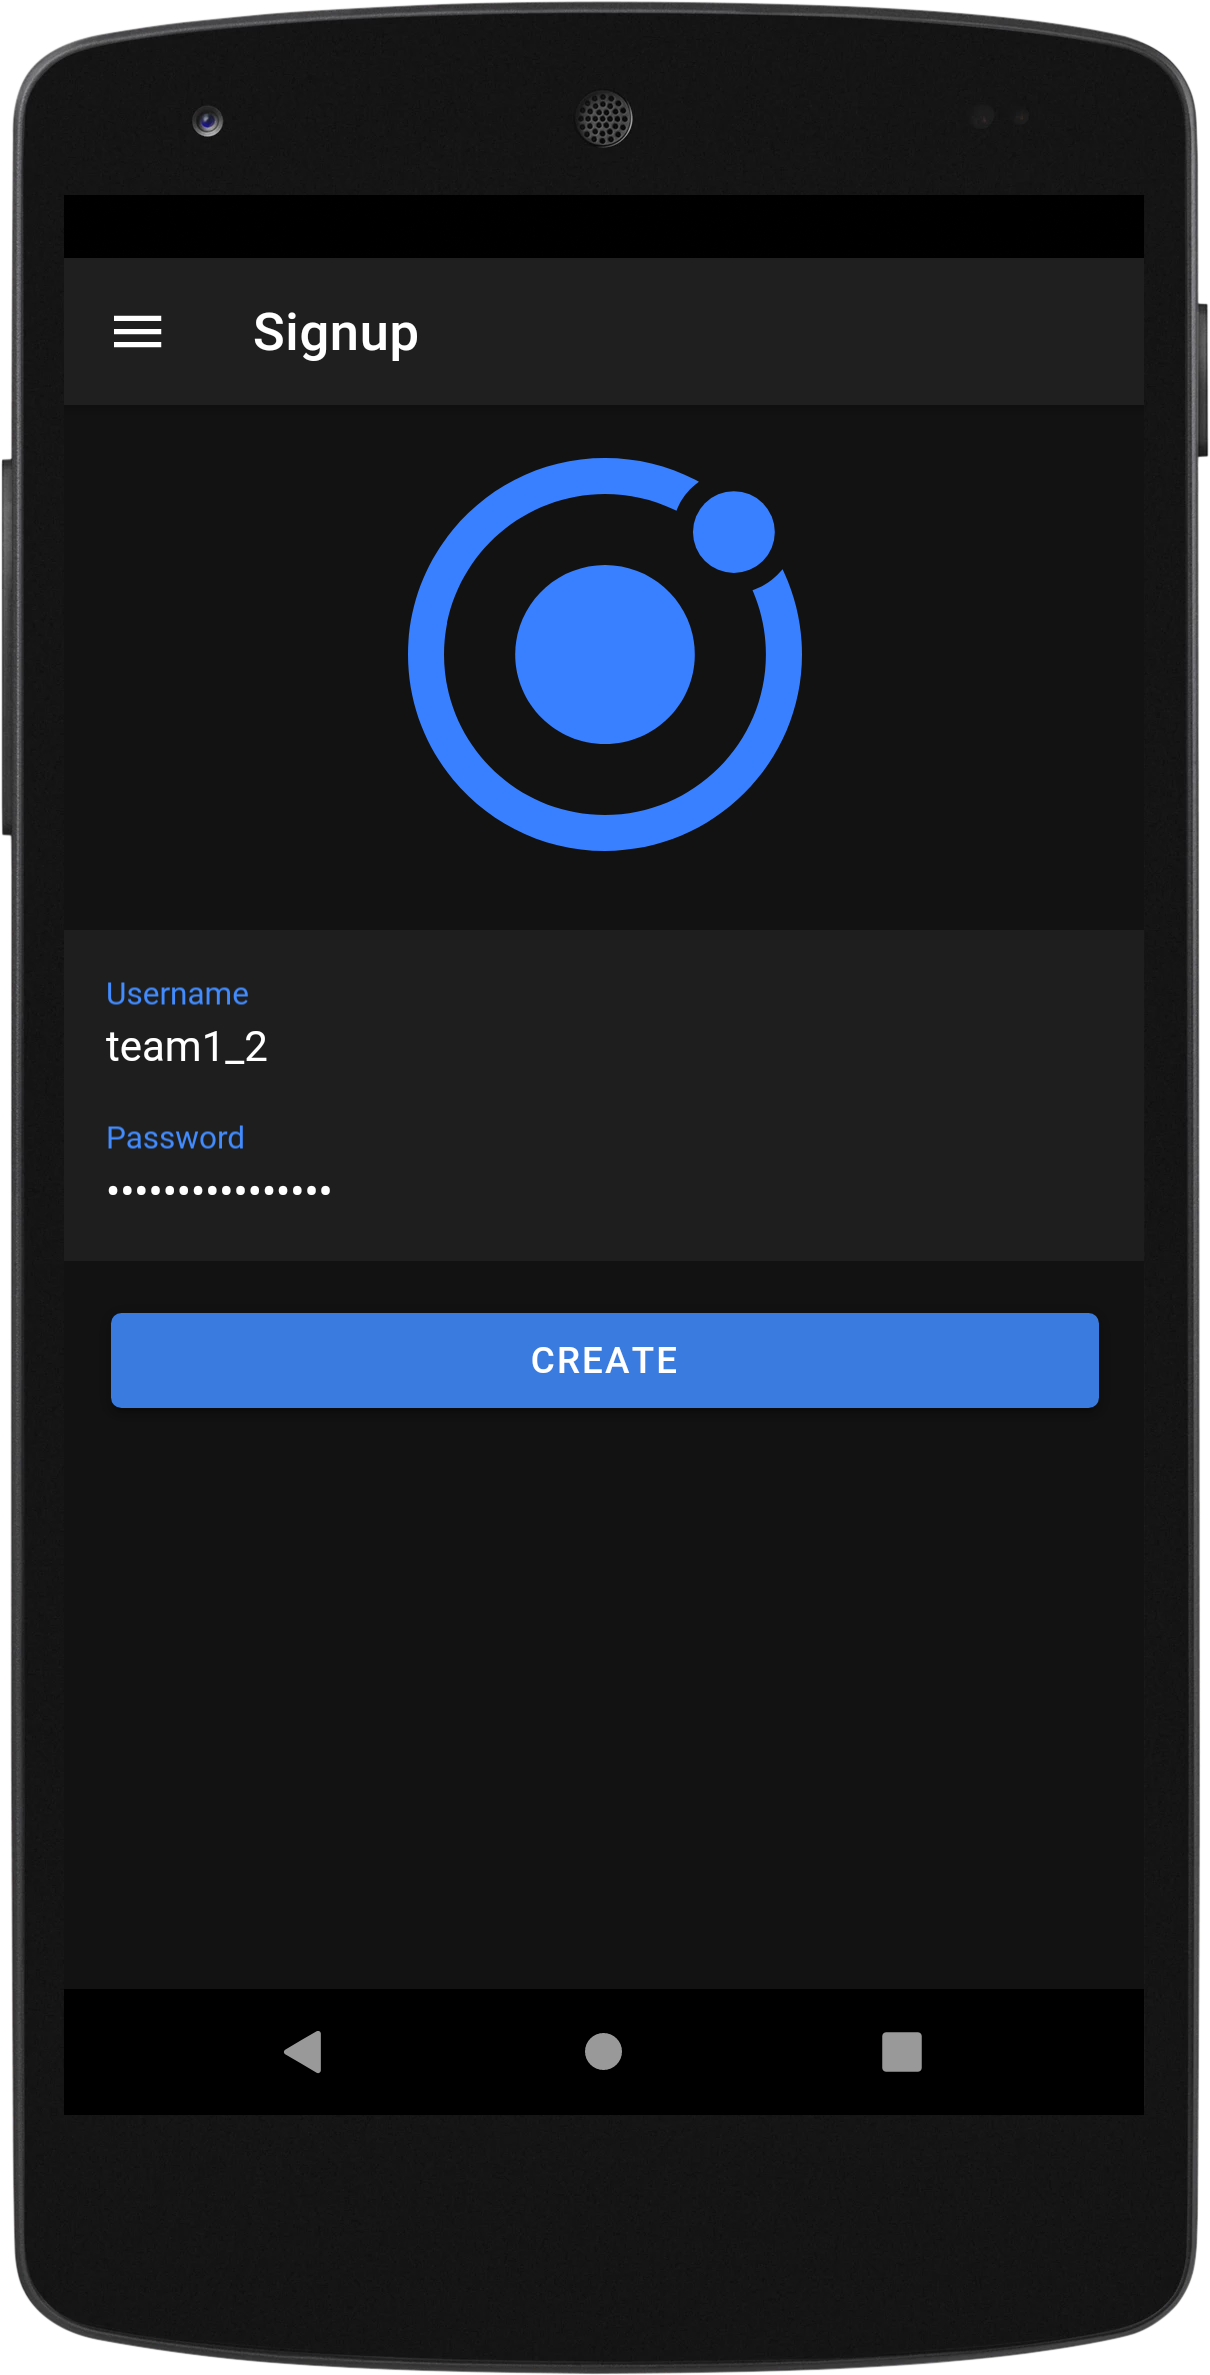 Signup
Username
team1_2
Password
••••••••••••••••
CREATE